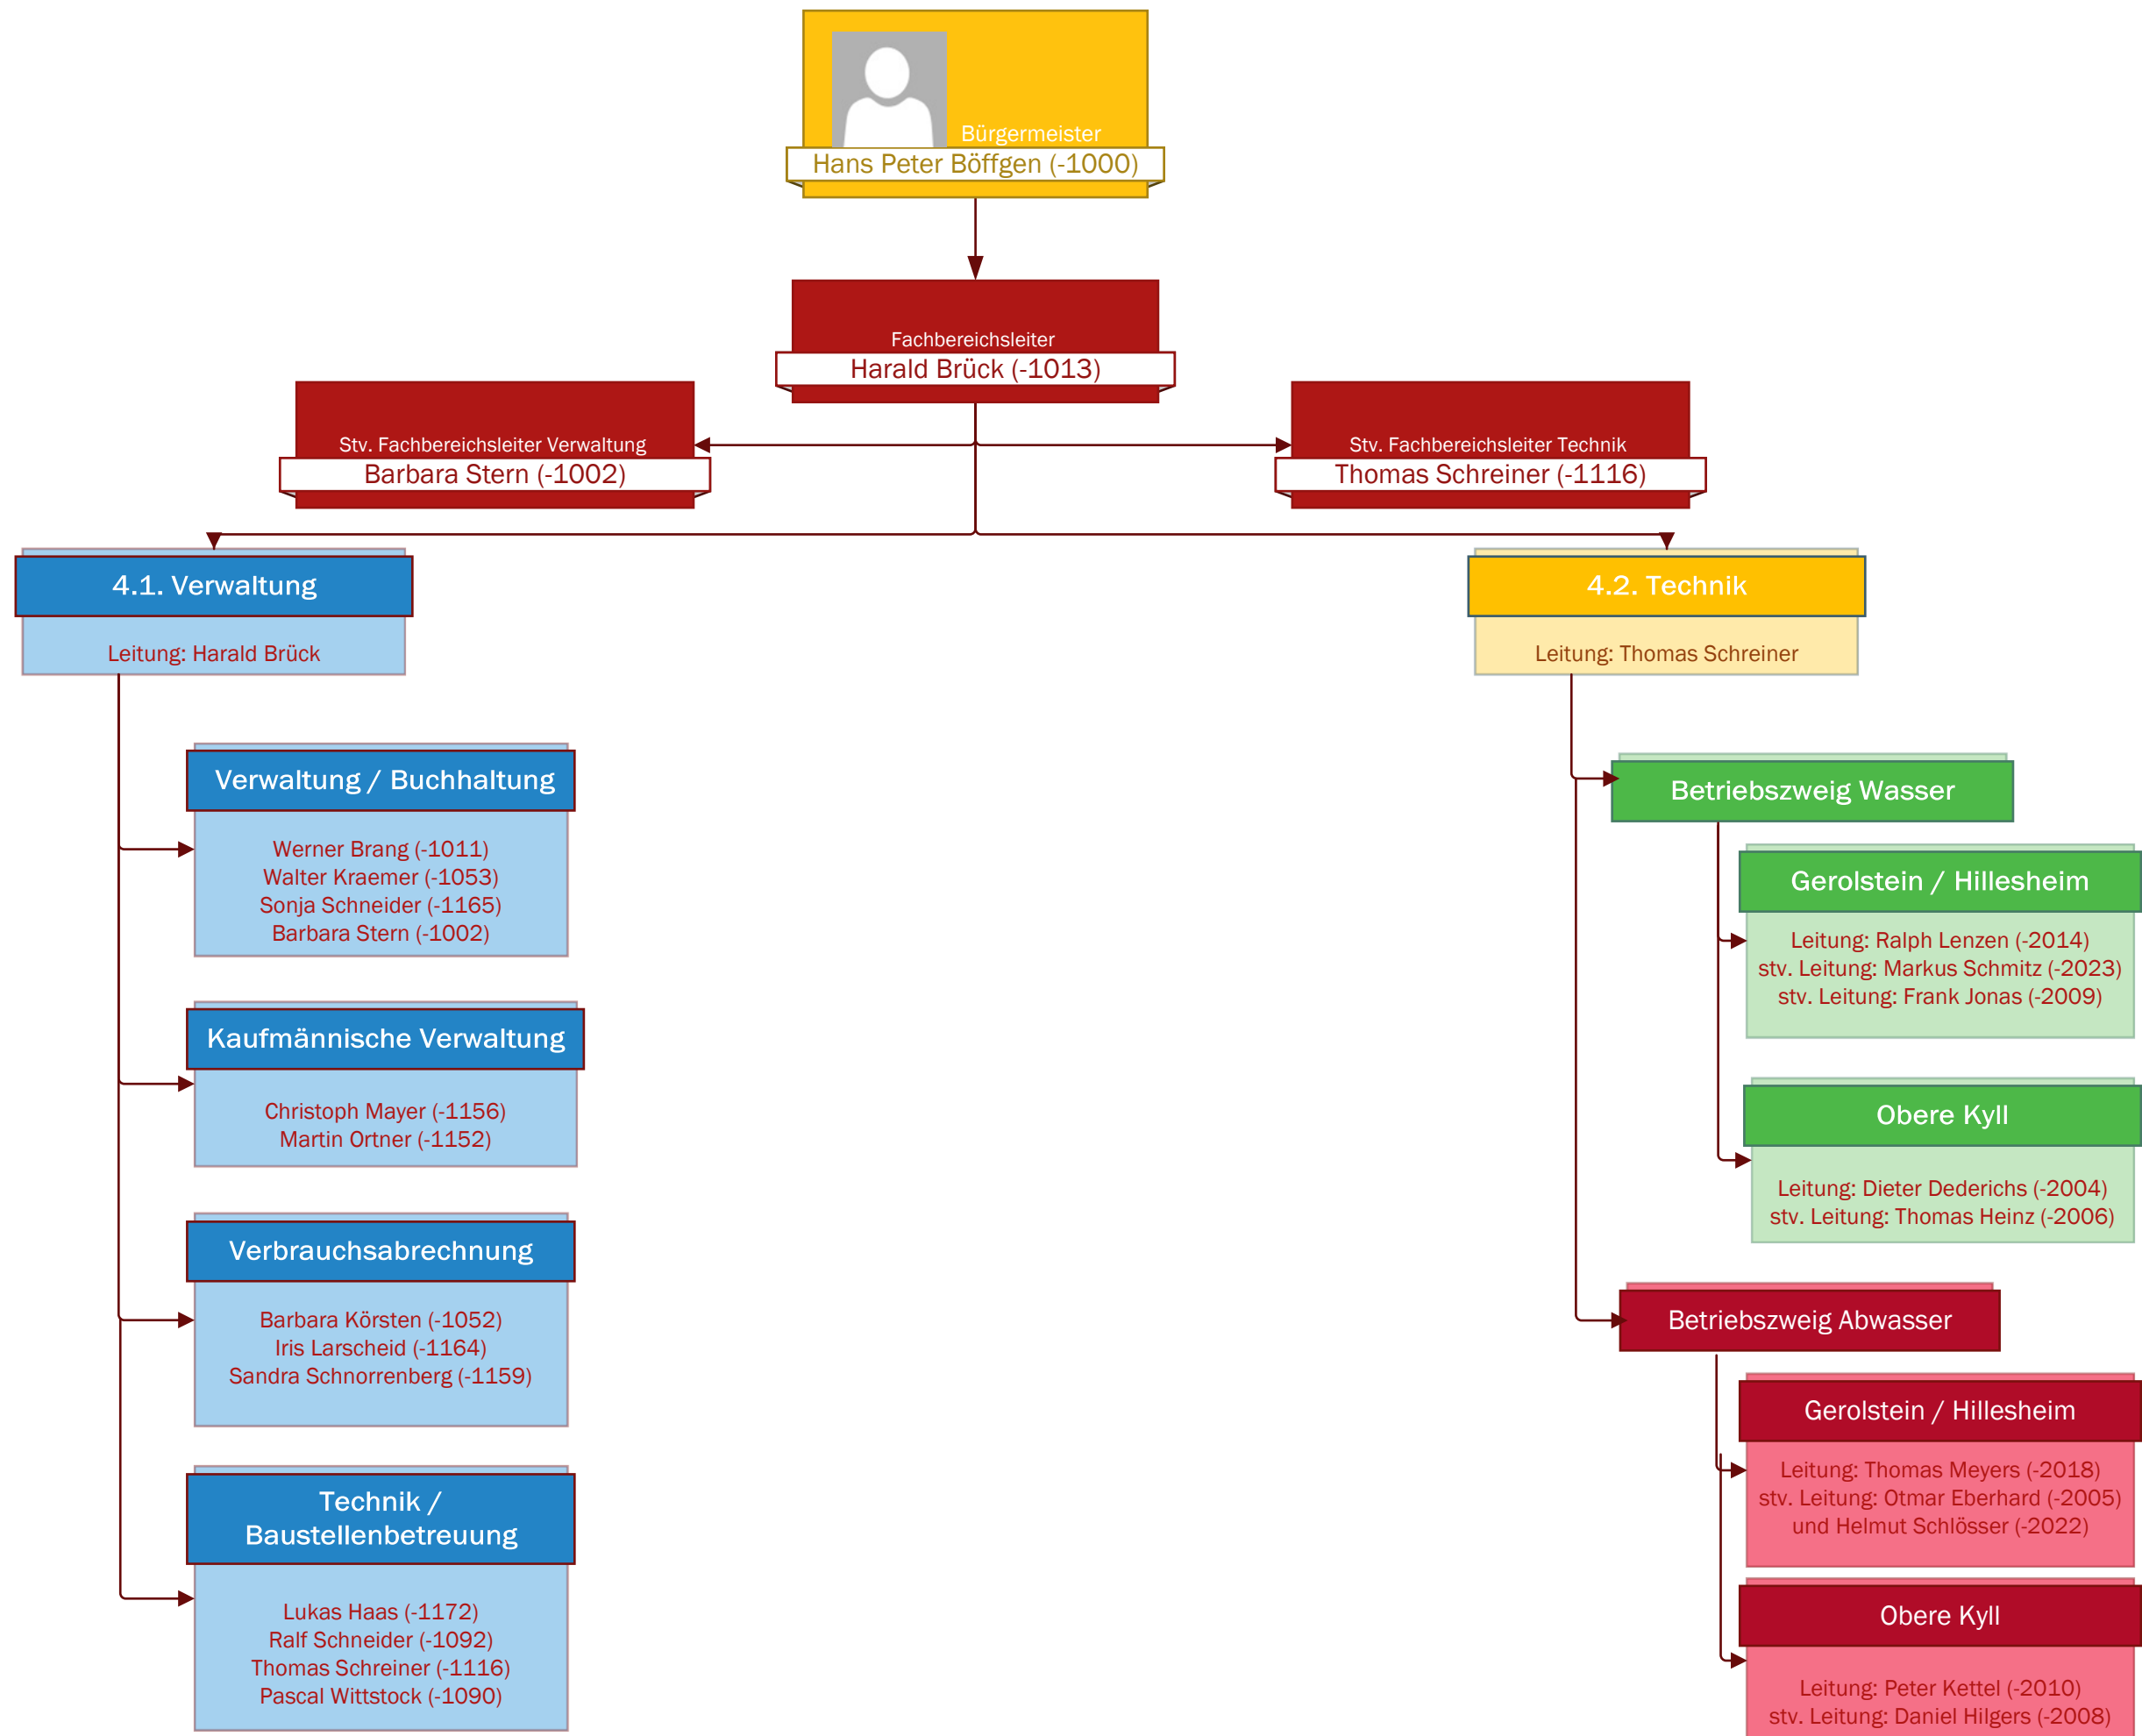 Bürgermeister
Hans Peter Böffgen (-1000)
Fachbereichsleiter
Harald Brück (-1013)
Stv. Fachbereichsleiter Verwaltung
Barbara Stern (-1002)
Stv. Fachbereichsleiter Technik
Thomas Schreiner (-1116)
4.1. Verwaltung
Leitung: Harald Brück
Verwaltung / Buchhaltung
Werner Brang (-1011)
Walter Kraemer (-1053)
Sonja Schneider (-1165)
Barbara Stern (-1002)
Kaufmännische Verwaltung
Christoph Mayer (-1156)
Martin Ortner (-1152)
Verbrauchsabrechnung
Barbara Körsten (-1052)
Iris Larscheid (-1164)
Sandra Schnorrenberg (-1159)
Technik /
Baustellenbetreuung
Lukas Haas (-1172)
Ralf Schneider (-1092)
Thomas Schreiner (-1116)
Pascal Wittstock (-1090)
4.2. Technik
Leitung: Thomas Schreiner
Betriebszweig Wasser
Gerolstein / Hillesheim
Leitung: Ralph Lenzen (-2014)
stv. Leitung: Markus Schmitz (-2023)
stv. Leitung: Frank Jonas (-2009)
Obere Kyll
Leitung: Dieter Dederichs (-2004)
stv. Leitung: Thomas Heinz (-2006)
Betriebszweig Abwasser
Gerolstein / Hillesheim
Leitung: Thomas Meyers (-2018)
stv. Leitung: Otmar Eberhard (-2005)
und Helmut Schlösser (-2022)
Obere Kyll
Leitung: Peter Kettel (-2010)
stv. Leitung: Daniel Hilgers (-2008)